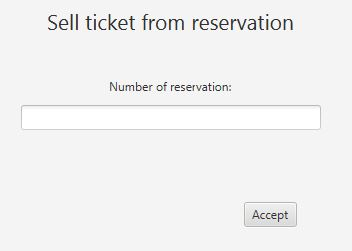 Sell ticket from reservation
Number of reservation:
Accept